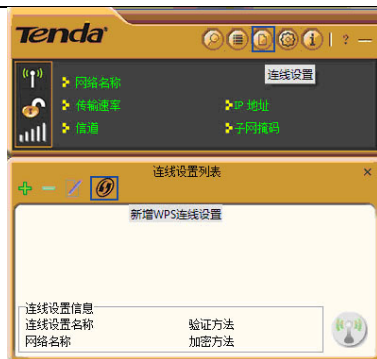 Tenda
? —
连线设置
网络名称
传输速率 IP 地址
信道 子网掩码
连线设置列表 ×
新增WPS连线设置
连线设置信息
连线设置名称 验证方法
网络名称 加密方法